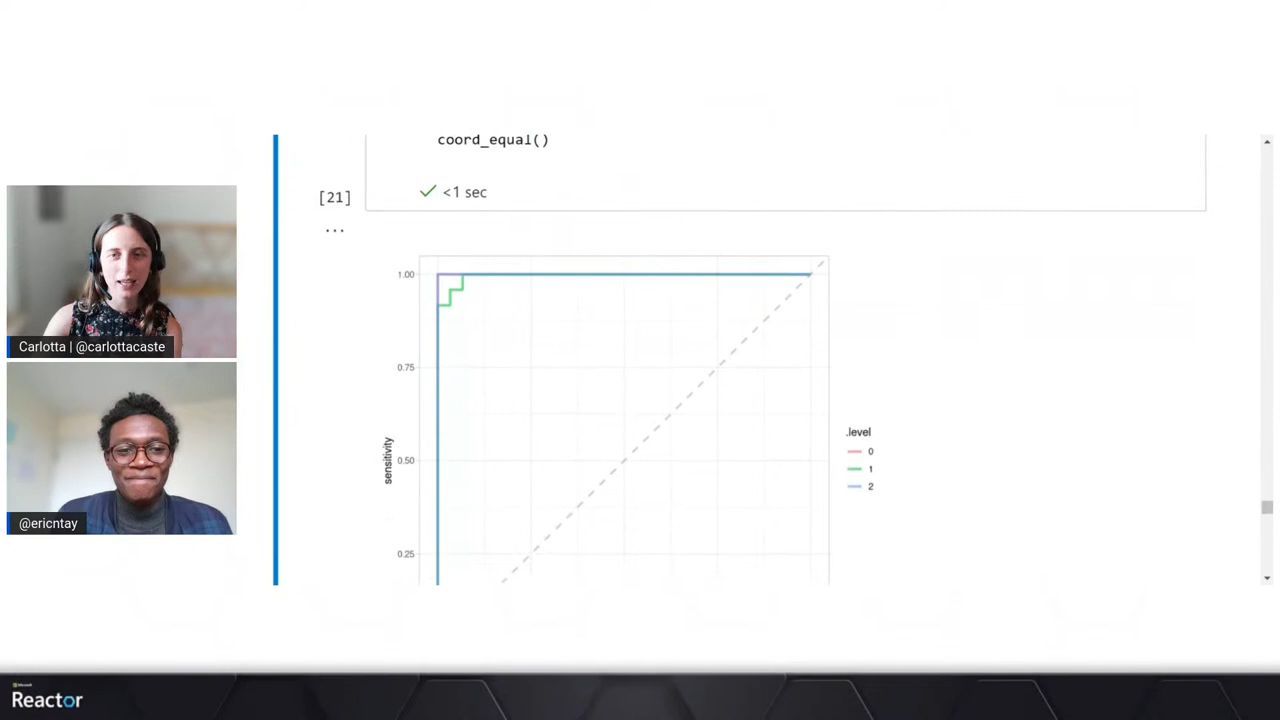 coord_equal()
[21]
<1 sec
...
1.00
0.75
0.50
0.25
sensitivity
.level
0
1
2
Carlotta | @carlottacaste
@ericntay
Microsoft
Reactor